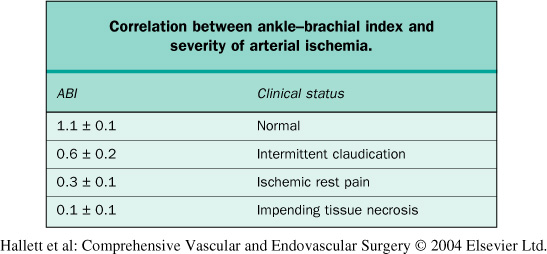 Correlation between ankle–brachial index and
severity of arterial ischemia.
ABI Clinical status
1.1 ± 0.1 Normal
0.6 ± 0.2 Intermittent claudication
0.3 ± 0.1 Ischemic rest pain
0.1 ± 0.1 Impending tissue necrosis
Hallett et al: Comprehensive Vascular and Endovascular Surgery © 2004 Elsevier Ltd.